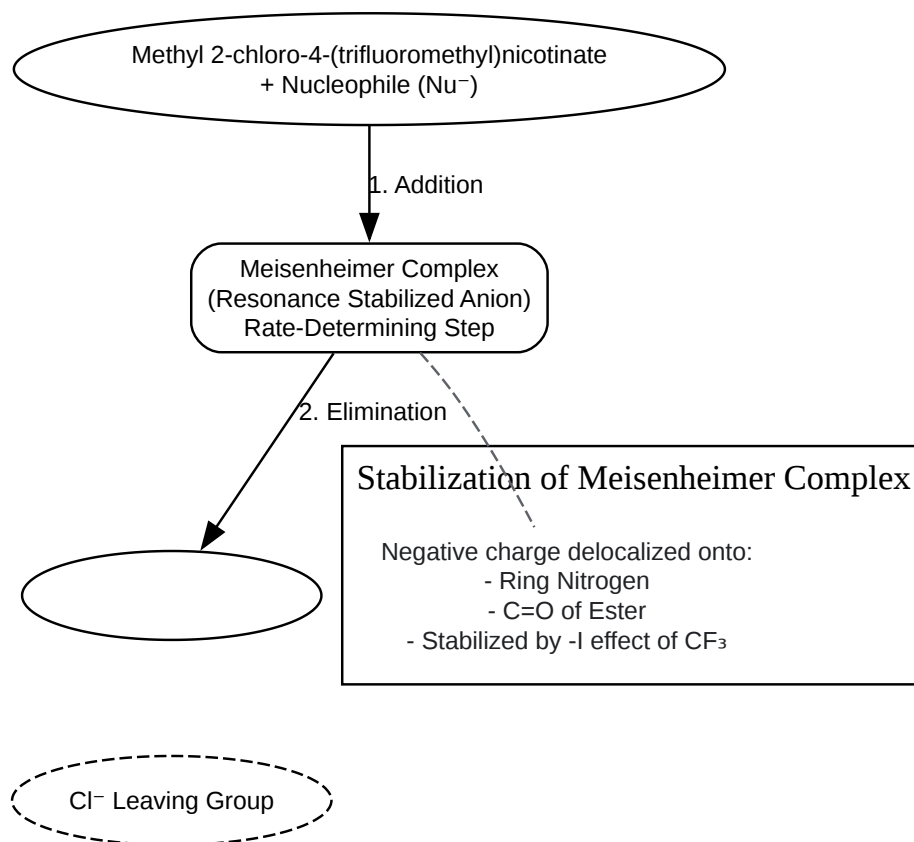 Methyl 2-chloro-4-(trifluoromethyl)nicotinate
+ Nucleophile (Nu⁻)
1. Addition
Meisenheimer Complex
(Resonance Stabilized Anion)
Rate-Determining Step
2. Elimination
Stabilization of Meisenheimer Complex
Negative charge delocalized onto:
- Ring Nitrogen
- C=O of Ester
- Stabilized by -I effect of CF₃
Cl⁻ Leaving Group